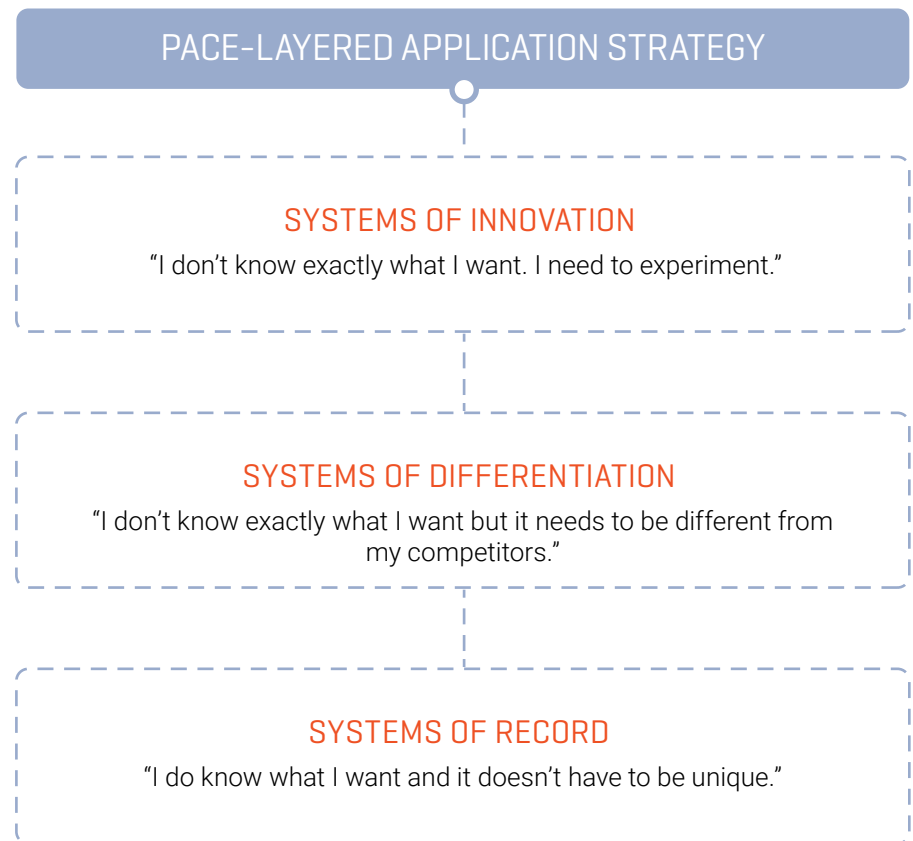 PACE-LAYERED APPLICATION STRATEGY
SYSTEMS OF INNOVATION
“I don’t know exactly what I want. I need to experiment.”
SYSTEMS OF DIFFERENTIATION
“I don’t know exactly what I want but it needs to be different from
my competitors.”
SYSTEMS OF RECORD
“I do know what I want and it doesn’t have to be unique.”